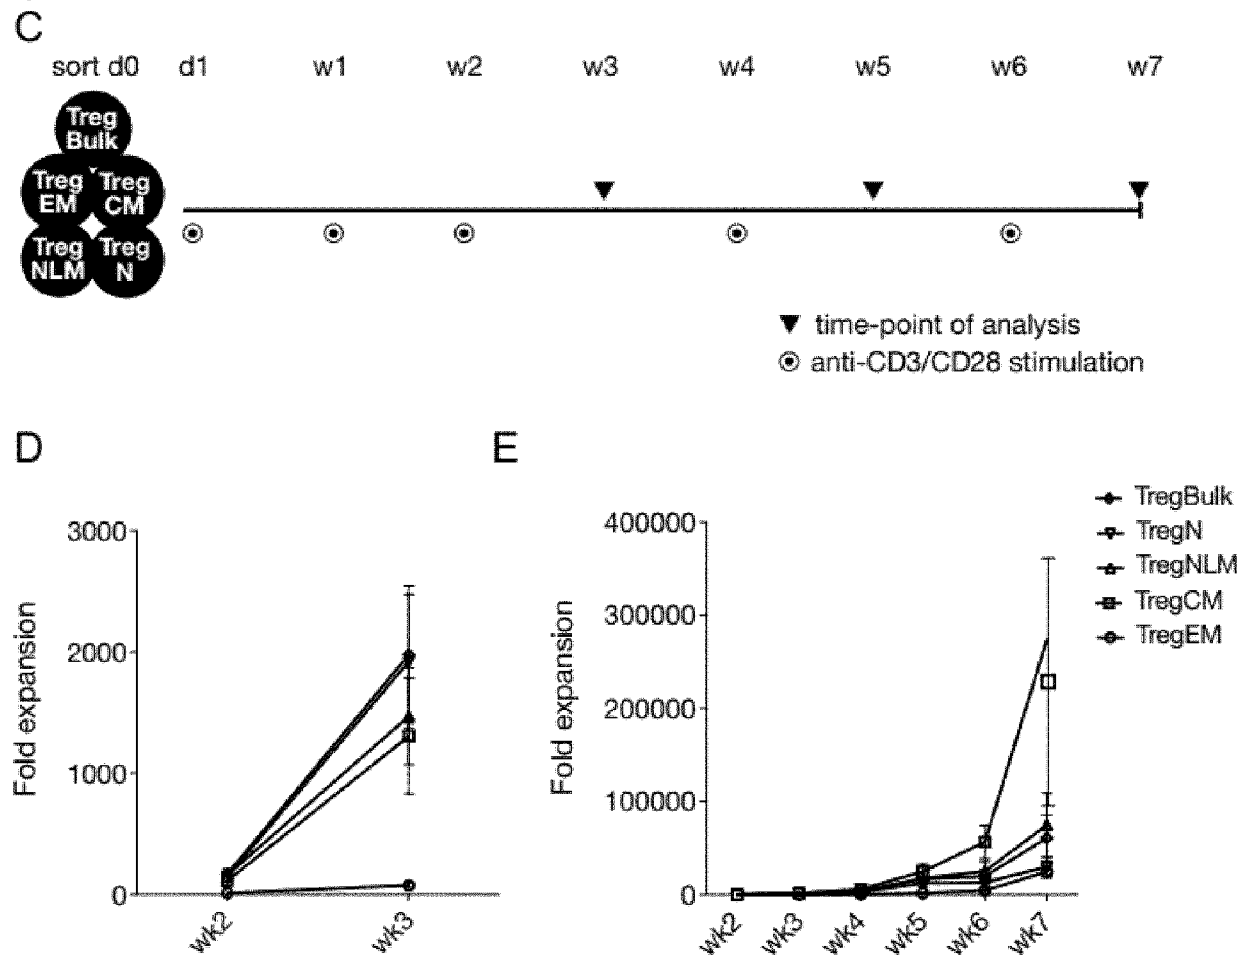 C
sort d0 d1 w1 w2 w3 w4 w5 w6 w7
Treg
Bulk
Treg Treg
EM CM
Treg Treg
NLM N
time-point of analysis
anti-CD3/CD28 stimulation
D E
TregBulk
TregN
TregNLM
TregCM
TregEM
3000
2000
1000
0
Fold expansion
wk2 wk3
400000
300000
200000
100000
0
Fold expansion
wk2 wk3 wk4 wk5 wk6 wk7